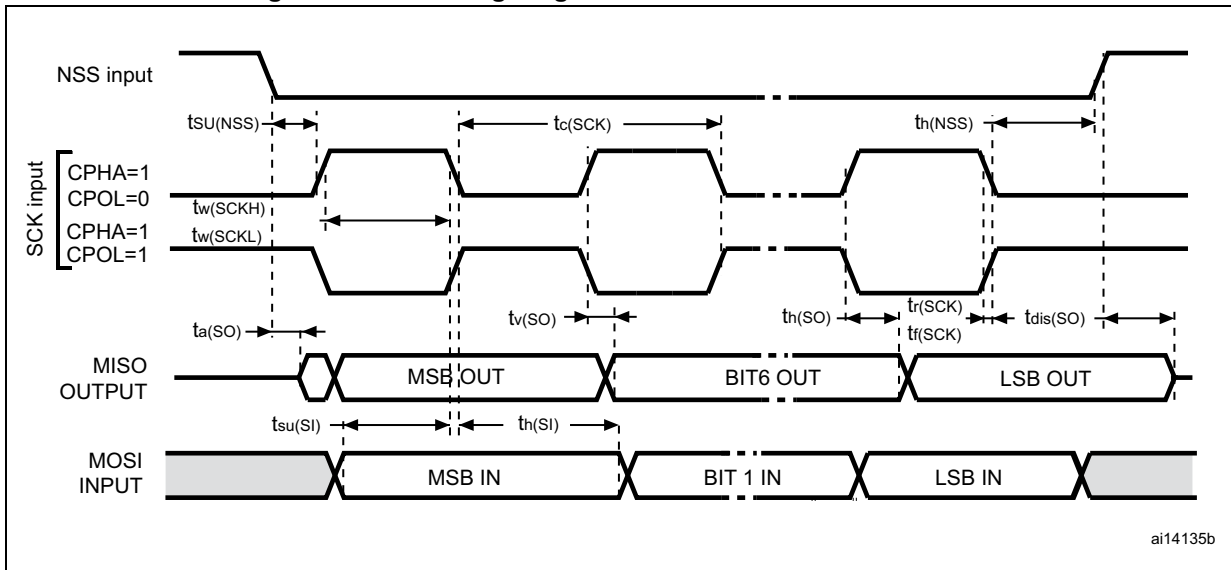 NSS input
tSU(NSS)
tc(SCK)
th(NSS)
SCK input
CPHA=1
CPOL=0
tw(SCKH)
CPHA=1
tw(SCKL)
CPOL=1
ta(SO)
tv(SO)
th(SO)
tr(SCK)
tf(SCK)
tdis(SO)
MISO
OUTPUT
MSB OUT
BIT6 OUT
LSB OUT
tsu(SI)
th(SI)
MOSI
INPUT
MSB IN
BIT 1 IN
LSB IN
ai14135b